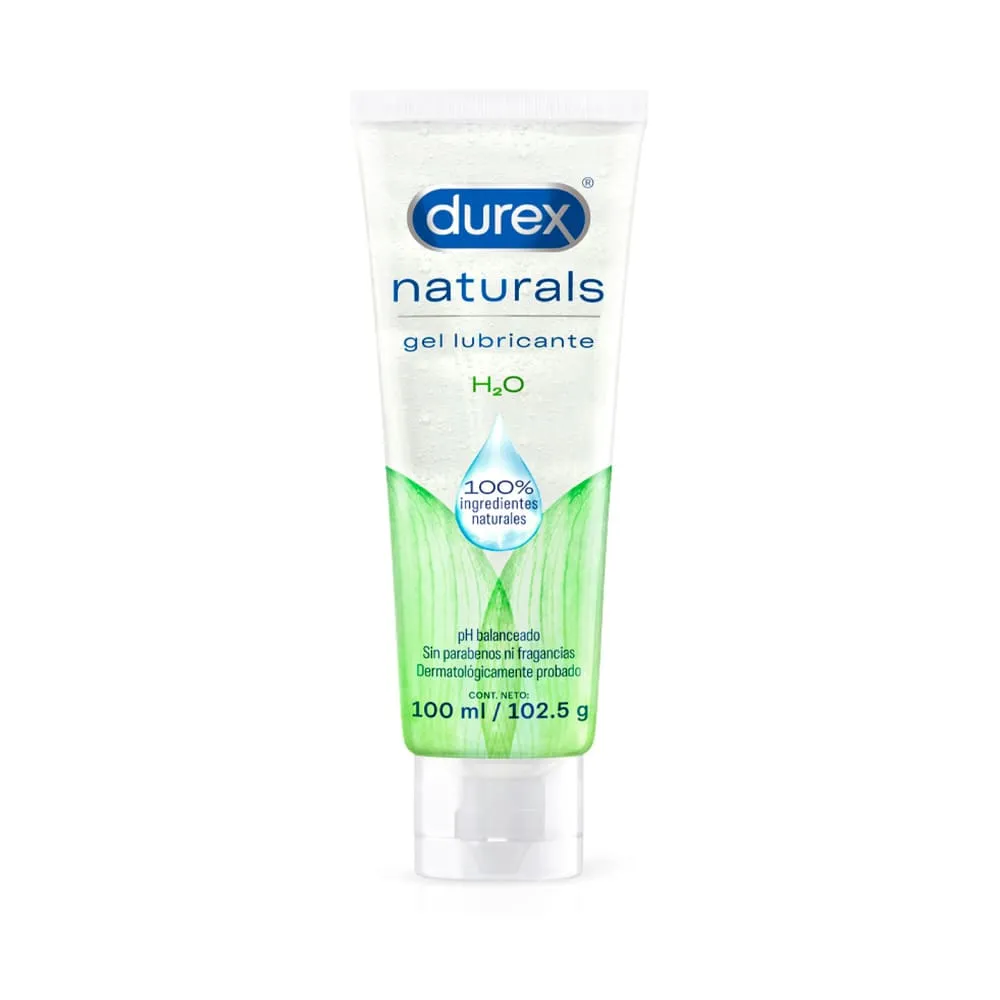 durex®
naturals
gel lubricante
H₂O
100%
ingredientes
naturales
pH balanceado
Sin parabenos ni fragancias
Dermatológicamente probado
CONT. NETO:
100 ml / 102.5 g